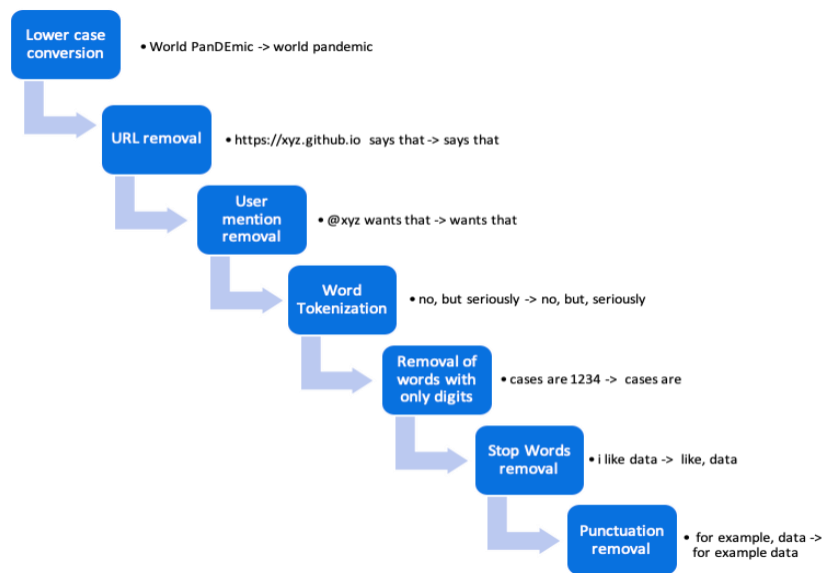 Lower case
conversion
• World PanDEmic -> world pandemic
URL removal
• https://xyz.github.io says that -> says that
User
mention
removal
• @xyz wants that -> wants that
Word
Tokenization
• no, but seriously -> no, but, seriously
Removal of
words with
only digits
• cases are 1234 -> cases are
Stop Words
removal
• i like data -> like, data
Punctuation
removal
• for example, data ->
for example data